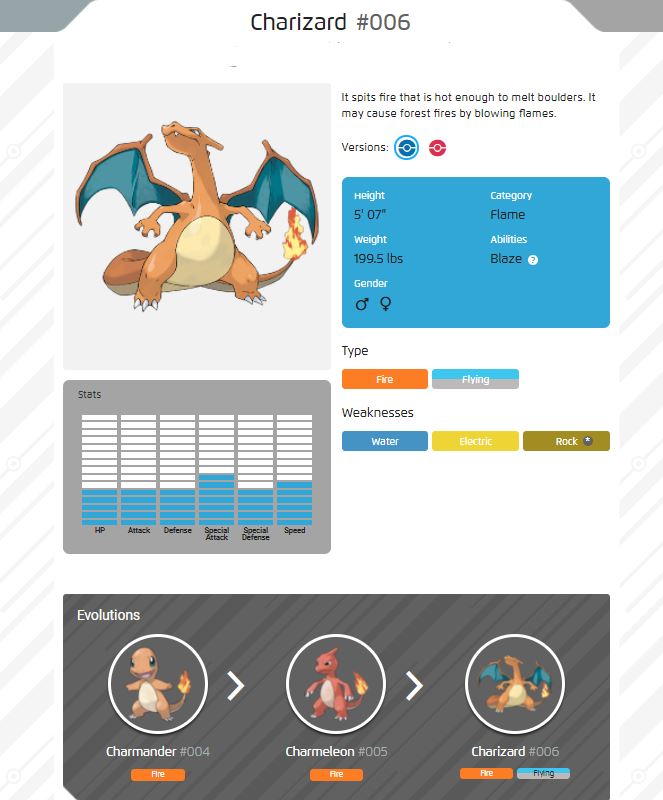 Charizard #006
It spits fire that is hot enough to melt boulders. It
may cause forest fires by blowing flames.
Versions:
Height
5' 07"
Category
Flame
Weight
199.5 lbs
Abilities
Blaze ?
Gender
♂ ♀
Type
Fire Flying
Weaknesses
Water Electric Rock *
Stats
HP Attack Defense Special Attack Special Defense Speed
Evolutions
Charmander #004
Fire
Charmeleon #005
Fire
Charizard #006
Fire Flying